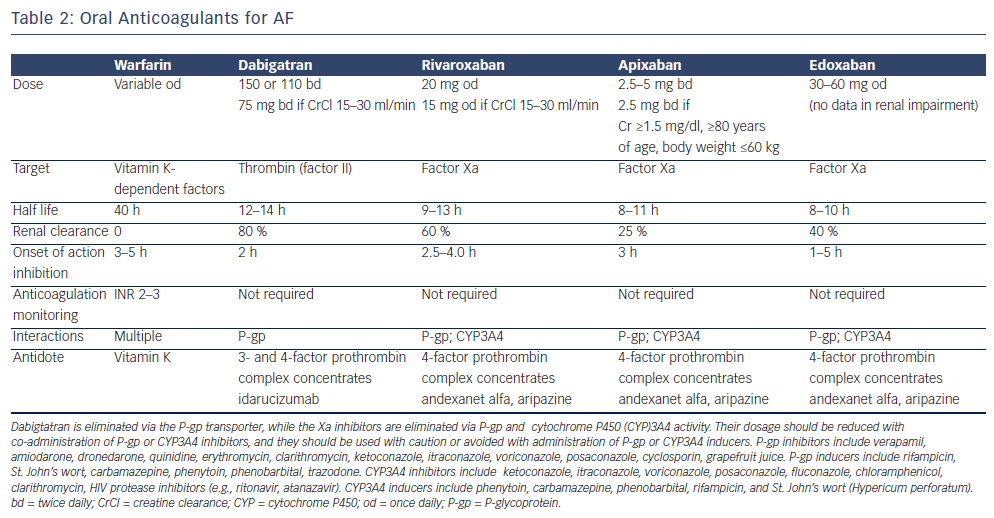 Table 2: Oral Anticoagulants for AF
Warfarin Dabigatran Rivaroxaban Apixaban Edoxaban
Dose Variable od 150 or 110 bd 20 mg od 2.5–5 mg bd 30–60 mg od
75 mg bd if CrCl 15–30 ml/min 15 mg od if CrCl 15–30 ml/min 2.5 mg bd if (no data in renal impairment)
Cr ≥1.5 mg/dl, ≥80 years
of age, body weight ≤60 kg
Target Vitamin K- Thrombin (factor II) Factor Xa Factor Xa Factor Xa
dependent factors
Half life 40 h 12–14 h 9–13 h 8–11 h 8–10 h
Renal clearance 0 80 % 60 % 25 % 40 %
Onset of action 3–5 h 2 h 2.5–4.0 h 3 h 1–5 h
inhibition
Anticoagulation INR 2–3 Not required Not required Not required Not required
monitoring
Interactions Multiple P-gp P-gp; CYP3A4 P-gp; CYP3A4 P-gp; CYP3A4
Antidote Vitamin K 3- and 4-factor prothrombin 4-factor prothrombin 4-factor prothrombin 4-factor prothrombin
complex concentrates complex concentrates complex concentrates complex concentrates
idarucizumab andexanet alfa, aripazine andexanet alfa, aripazine andexanet alfa, aripazine
Dabigtatran is eliminated via the P-gp transporter, while the Xa inhibitors are eliminated via P-gp and cytochrome P450 (CYP)3A4 activity. Their dosage should be reduced with
co-administration of P-gp or CYP3A4 inhibitors, and they should be used with caution or avoided with administration of P-gp or CYP3A4 inducers. P-gp inhibitors include verapamil,
amiodarone, dronedarone, quinidine, erythromycin, clarithromycin, ketoconazole, itraconazole, voriconazole, posaconazole, cyclosporin, grapefruit juice. P-gp inducers include rifampicin,
St. John's wort, carbamazepine, phenytoin, phenobarbital, trazodone. CYP3A4 inhibitors include ketoconazole, itraconazole, voriconazole, posaconazole, fluconazole, chloramphenicol,
clarithromycin, HIV protease inhibitors (e.g., ritonavir, atanazavir). CYP3A4 inducers include phenytoin, carbamazepine, phenobarbital, rifampicin, and St. John's wort (Hypericum perforatum).
bd = twice daily; CrCl = creatine clearance; CYP = cytochrome P450; od = once daily; P-gp = P-glycoprotein.